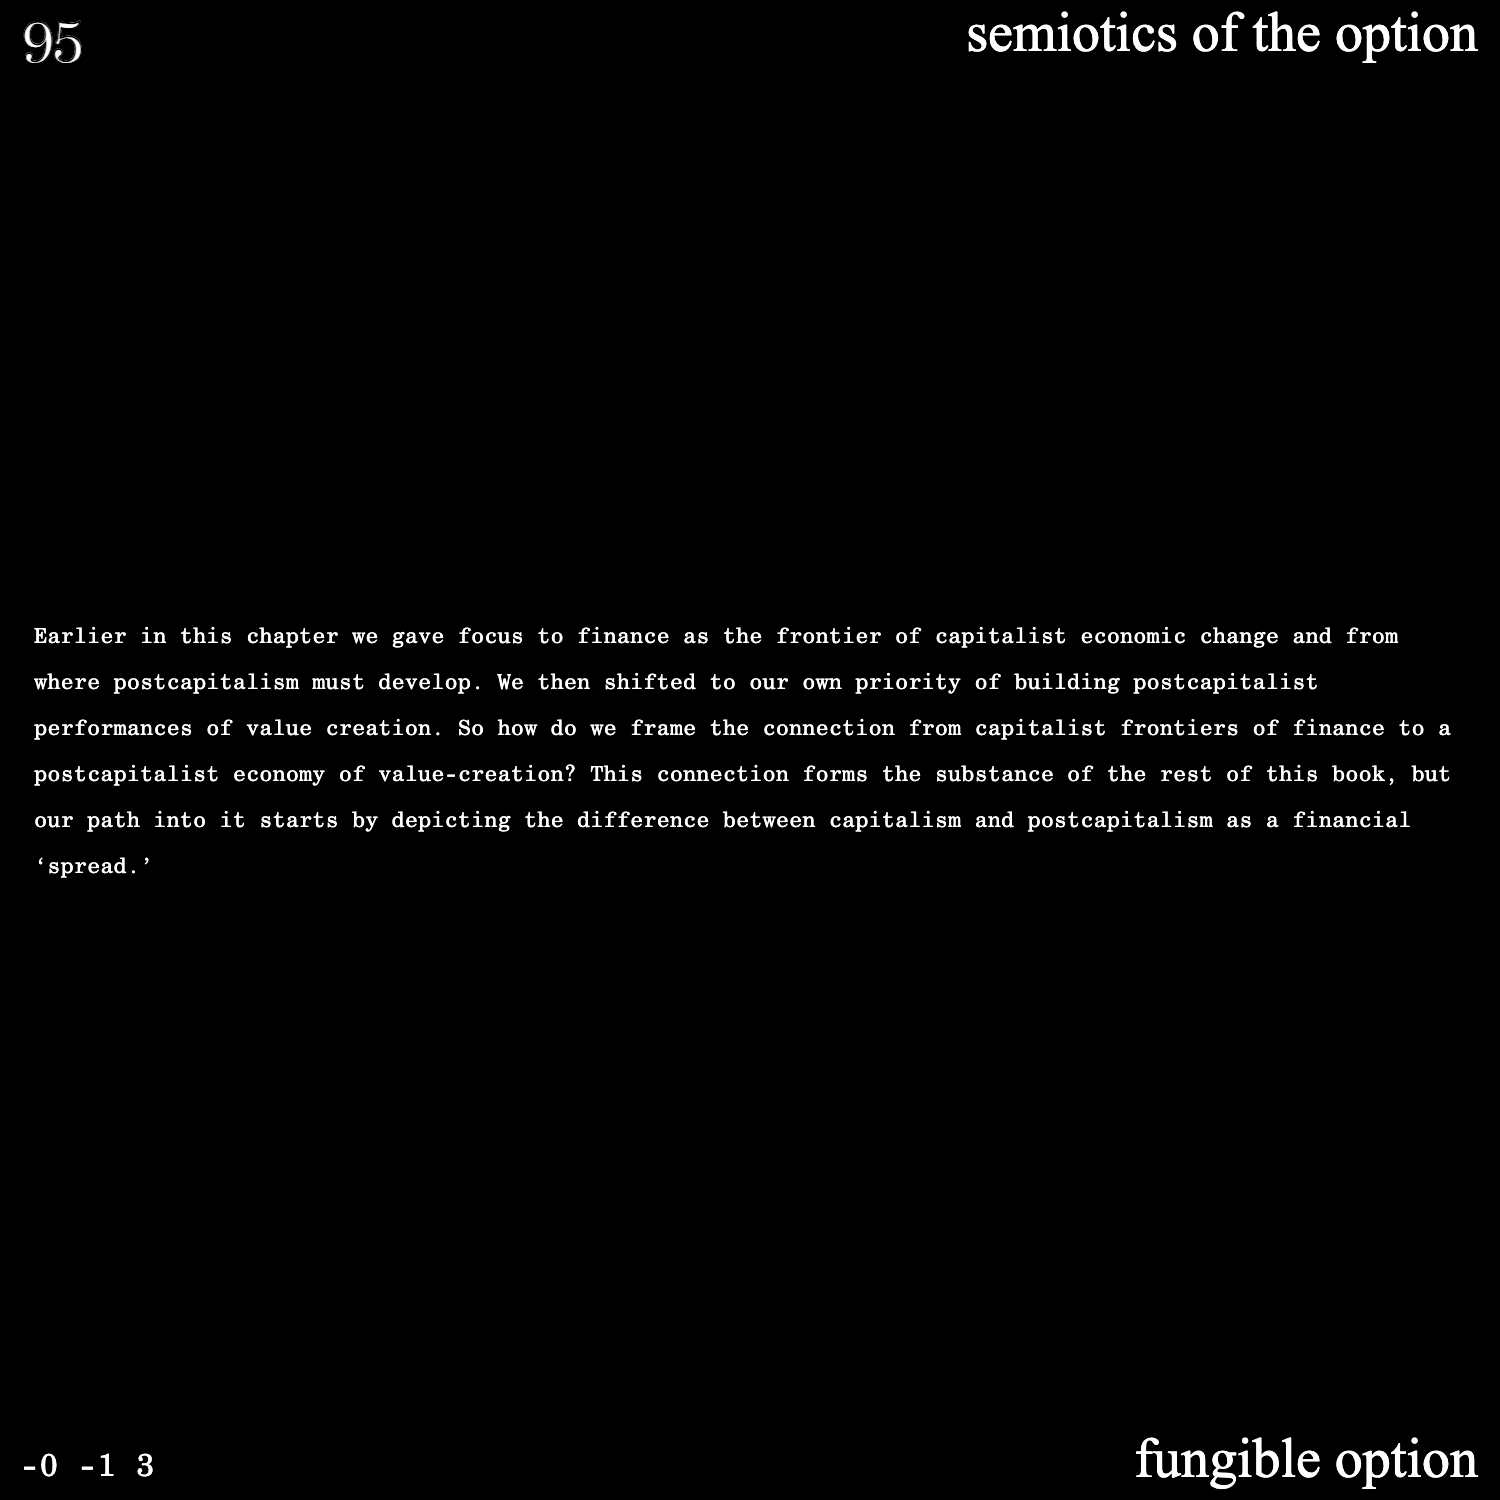 95
semiotics of the option
Earlier in this chapter we gave focus to finance as the frontier of capitalist economic change and from
where postcapitalism must develop. We then shifted to our own priority of building postcapitalist
performances of value creation. So how do we frame the connection from capitalist frontiers of finance to a
postcapitalist economy of value-creation? This connection forms the substance of the rest of this book, but
our path into it starts by depicting the difference between capitalism and postcapitalism as a financial
‘spread.’
-0 -1 3
fungible option